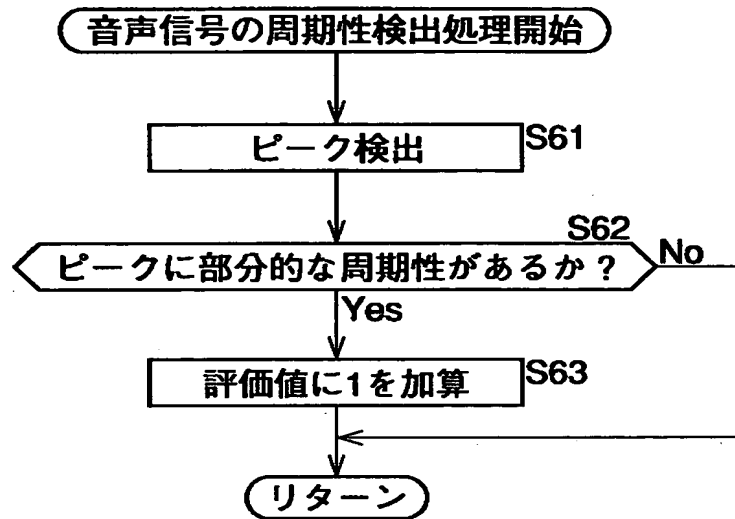 音声信号の周期性検出処理開始
ピーク検出
S61
S62
ピークに部分的な周期性があるか？
No
Yes
評価値に1を加算
S63
リターン